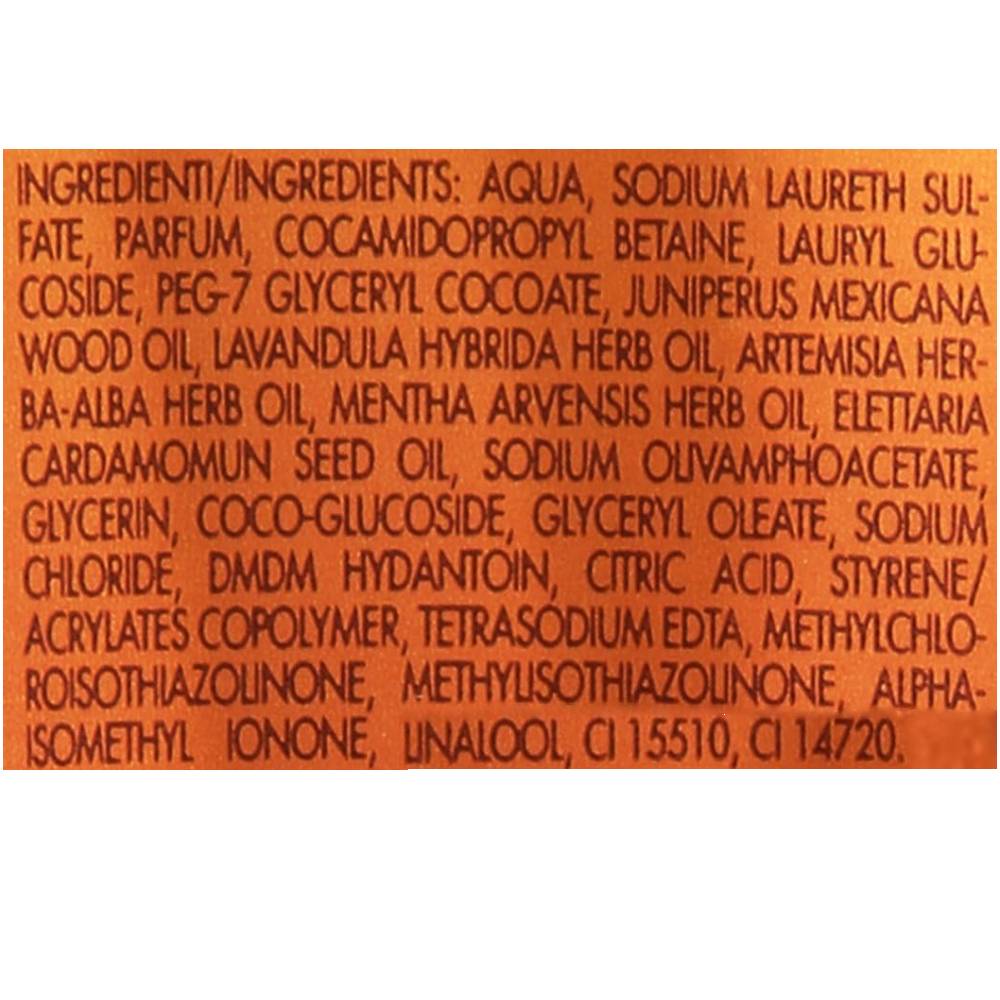 INGREDIENTI/INGREDIENTS: AQUA, SODIUM LAURETH SUL-
FATE, PARFUM, COCAMIDOPROPYL BETAINE, LAURYL GLU-
COSIDE, PEG-7 GLYCERYL COCOATE, JUNIPERUS MEXICANA
WOOD OIL, LAVANDULA HYBRIDA HERB OIL, ARTEMISIA HER-
BA-ALBA HERB OIL, MENTHA ARVENSIS HERB OIL, ELETTARIA
CARDAMOMUN SEED OIL, SODIUM OLIVAMPHOACETATE,
GLYCERIN, COCO-GLUCOSIDE, GLYCERYL OLEATE, SODIUM
CHLORIDE, DMDM HYDANTOIN, CITRIC ACID, STYRENE/
ACRYLATES COPOLYMER, TETRASODIUM EDTA, METHYLCHLO-
ROISOTHIAZOLINONE, METHYLISOTHIAZOLINONE, ALPHA-
ISOMETHYL IONONE, LINALOOL, CI 15510, CI 14720.